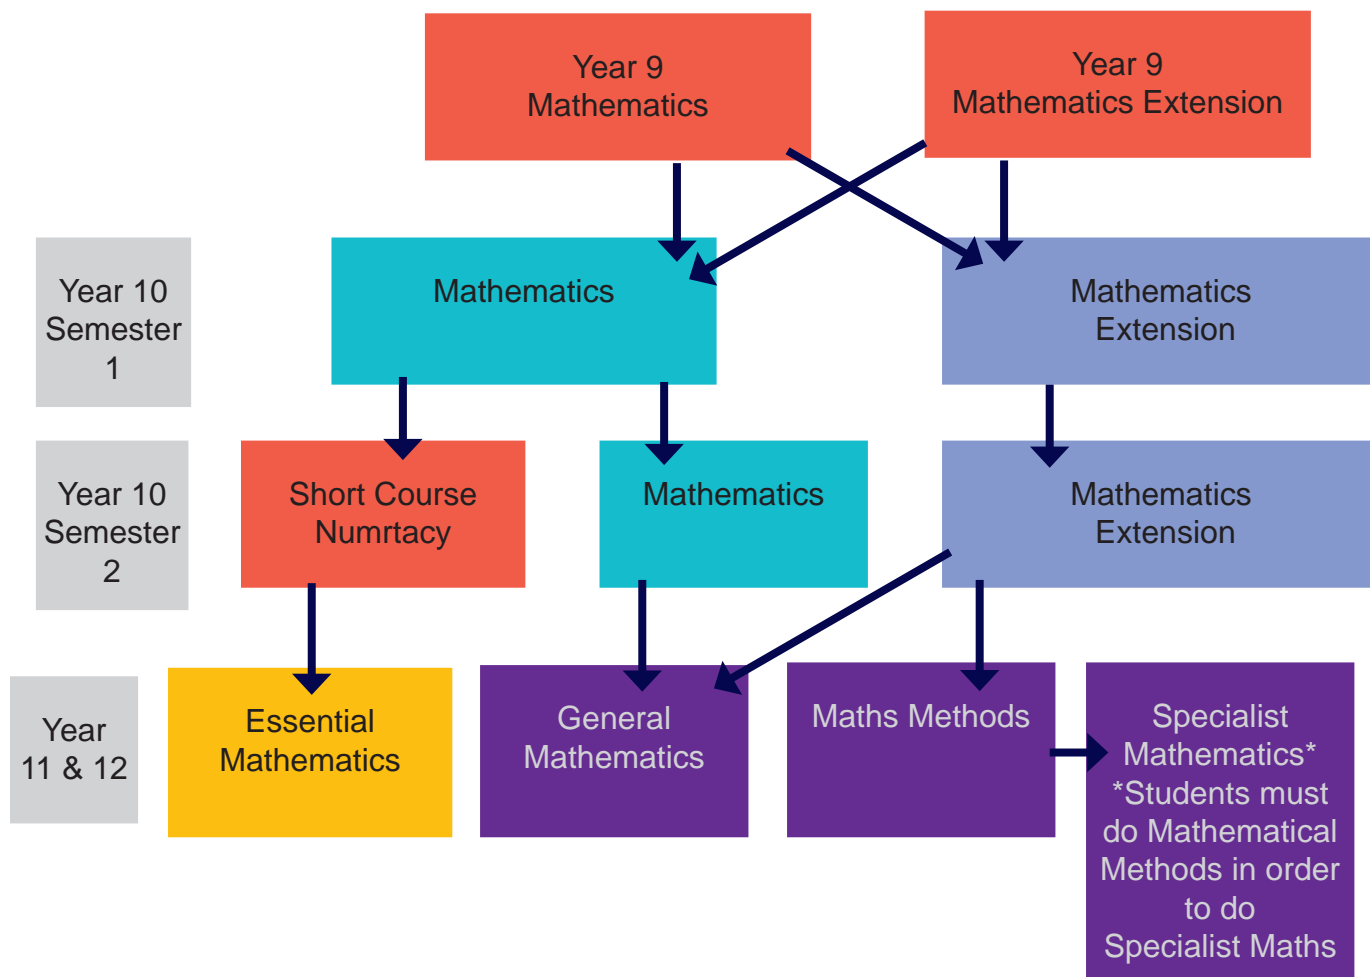 Year 9
Mathematics
Year 9
Mathematics Extension
Year 10
Semester
1
Mathematics
Mathematics
Extension
Year 10
Semester
2
Short Course
Numrtacy
Mathematics
Mathematics
Extension
Year
11 & 12
Essential
Mathematics
General
Mathematics
Maths Methods
Specialist
Mathematics*
*Students must
do Mathematical
Methods in order
to do
Specialist Maths